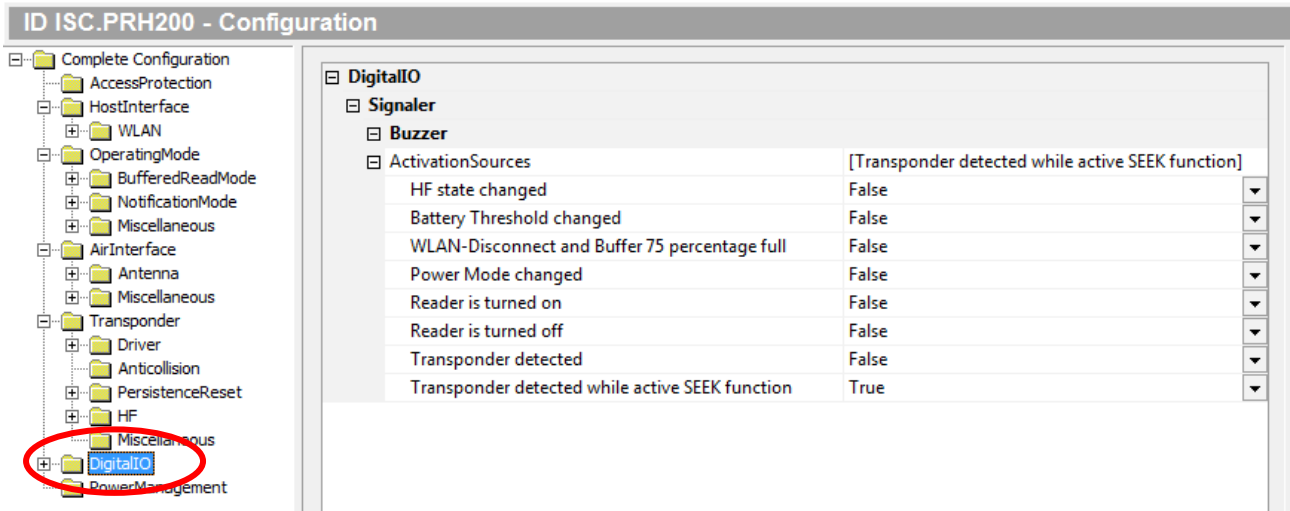 ID ISC.PRH200 - Configuration
Complete Configuration
AccessProtection
HostInterface
WLAN
OperatingMode
BufferedReadMode
NotificationMode
Miscellaneous
AirInterface
Antenna
Miscellaneous
Transponder
Driver
Anticollision
PersistenceReset
HF
Miscellaneous
DigitalIO
PowerManagement
DigitalIO
Signaler
Buzzer
ActivationSources [Transponder detected while active SEEK function]
HF state changed False
Battery Threshold changed False
WLAN-Disconnect and Buffer 75 percentage full False
Power Mode changed False
Reader is turned on False
Reader is turned off False
Transponder detected False
Transponder detected while active SEEK function True